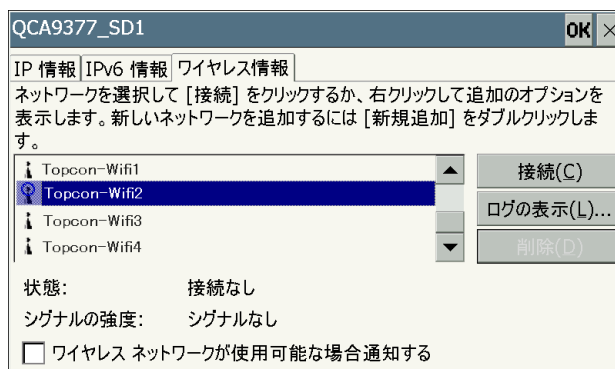 QCA9377_SD1 OK ×
IP 情報 IPv6 情報 ワイヤレス情報
ネットワークを選択して [接続] をクリックするか、右クリックして追加のオプションを
表示します。新しいネットワークを追加するには [新規追加] をダブルクリックしま
す。
Topcon-Wifi1
Topcon-Wifi2
Topcon-Wifi3
Topcon-Wifi4
接続(C)
ログの表示(L)...
削除(D)
状態: 接続なし
シグナルの強度: シグナルなし
ワイヤレス ネットワークが使用可能な場合通知する